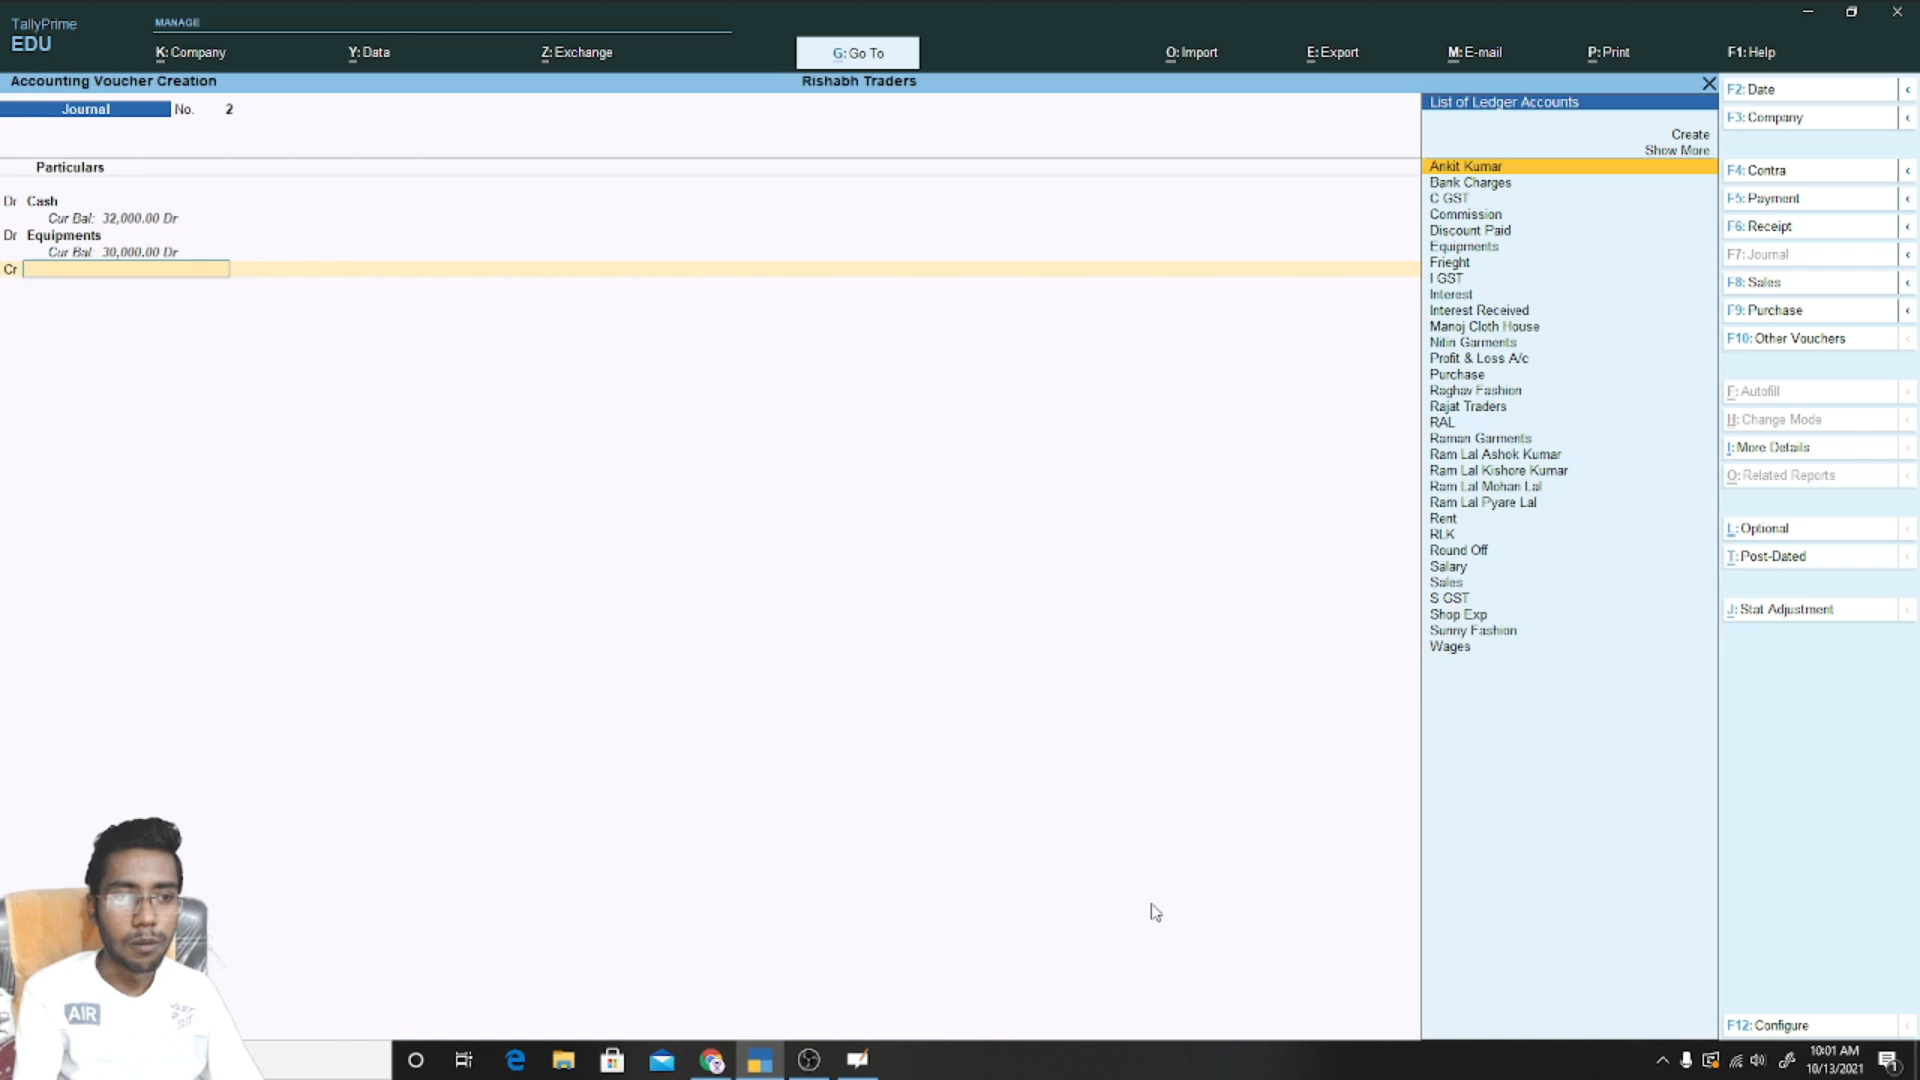 TallyPrime
EDU
MANAGE
K: Company
Y: Data
Z: Exchange
G: Go To
O: Import
E: Export
M: E-mail
P: Print
F1: Help
Accounting Voucher Creation
Rishabh Traders
Journal No. 2
Particulars
Dr Cash
Cur Bal: 32,000.00 Dr
Dr Equipments
Cur Bal: 30,000.00 Dr
Cr
List of Ledger Accounts
Create
Show More
Ankit Kumar
Bank Charges
C GST
Commission
Discount Paid
Equipments
Frieght
I GST
Interest
Interest Received
Manoj Cloth House
Nitin Garments
Profit & Loss A/c
Purchase
Raghav Fashion
Rajat Traders
RAL
Raman Garments
Ram Lal Ashok Kumar
Ram Lal Kishore Kumar
Ram Lal Mohan Lal
Ram Lal Pyare Lal
Rent
RLK
Round Off
Salary
Sales
S GST
Shop Exp
Sunny Fashion
Wages
F2: Date
F3: Company
F4: Contra
F5: Payment
F6: Receipt
F7: Journal
F8: Sales
F9: Purchase
F10: Other Vouchers
F: Autofill
H: Change Mode
I: More Details
O: Related Reports
L: Optional
T: Post-Dated
J: Stat Adjustment
F12: Configure
AIR
10:01 AM
10/13/2021
1